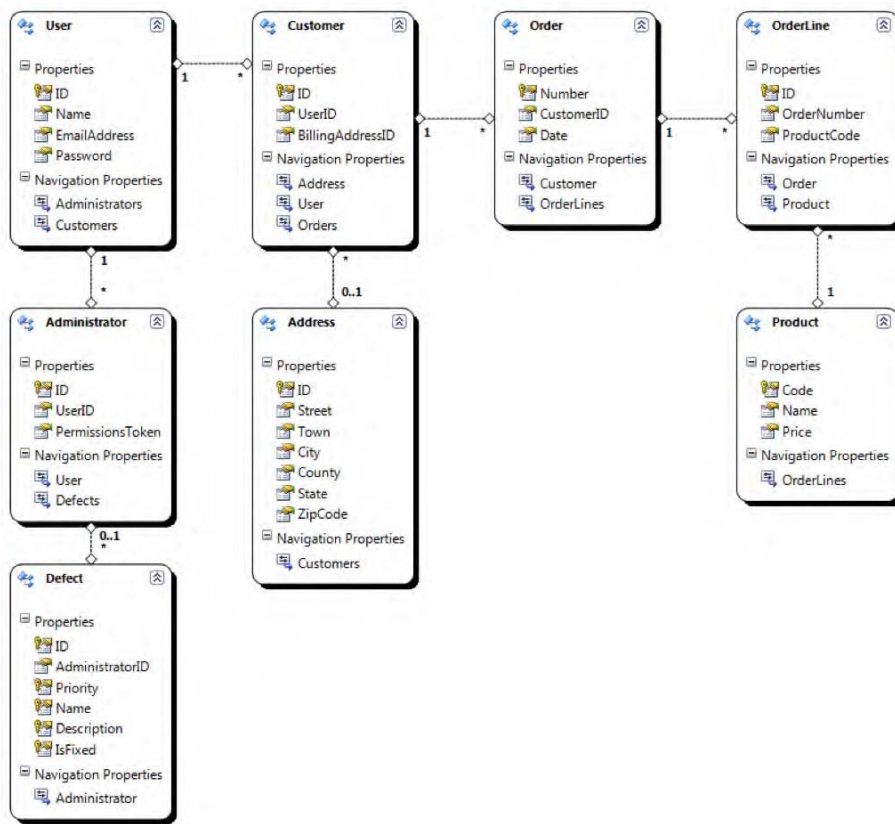 User
Properties
ID
Name
EmailAddress
Password
Navigation Properties
Administrators
Customers
1
*
Customer
Properties
ID
UserID
BillingAddressID
Navigation Properties
Address
User
Orders
1
*
Order
Properties
Number
CustomerID
Date
Navigation Properties
Customer
OrderLines
1
*
OrderLine
Properties
ID
OrderNumber
ProductCode
Navigation Properties
Order
Product
1
*
*
0..1
*
1
Administrator
Properties
ID
UserID
PermissionsToken
Navigation Properties
User
Defects
Address
Properties
ID
Street
Town
City
County
State
ZipCode
Navigation Properties
Customers
Product
Properties
Code
Name
Price
Navigation Properties
OrderLines
0..1
*
Defect
Properties
ID
AdministratorID
Priority
Name
Description
IsFixed
Navigation Properties
Administrator